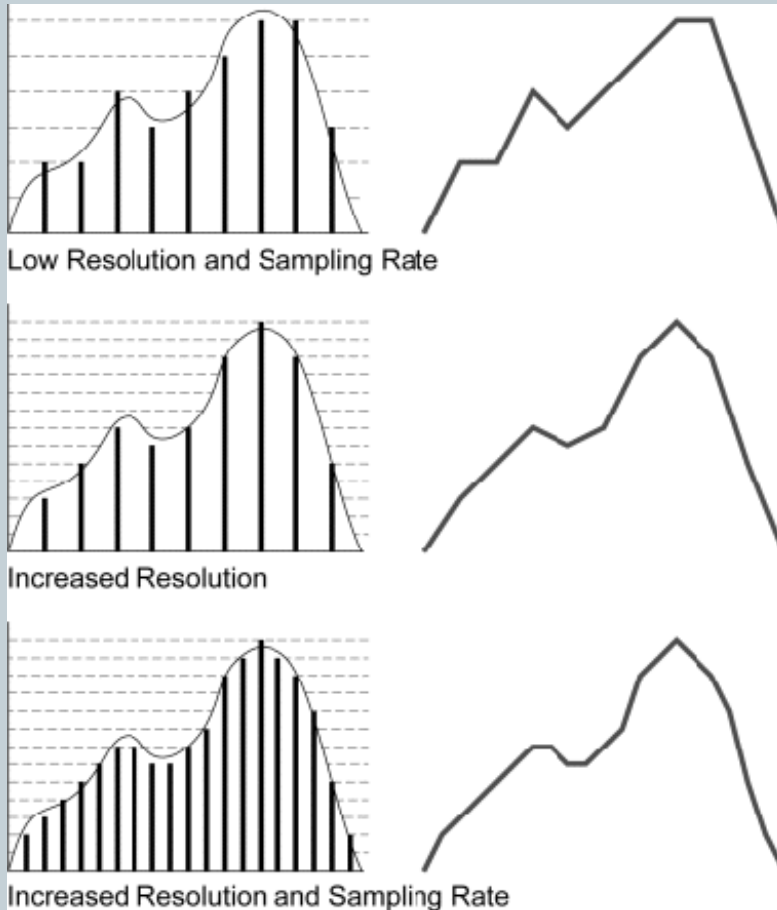 Low Resolution and Sampling Rate
Increased Resolution
Increased Resolution and Sampling Rate